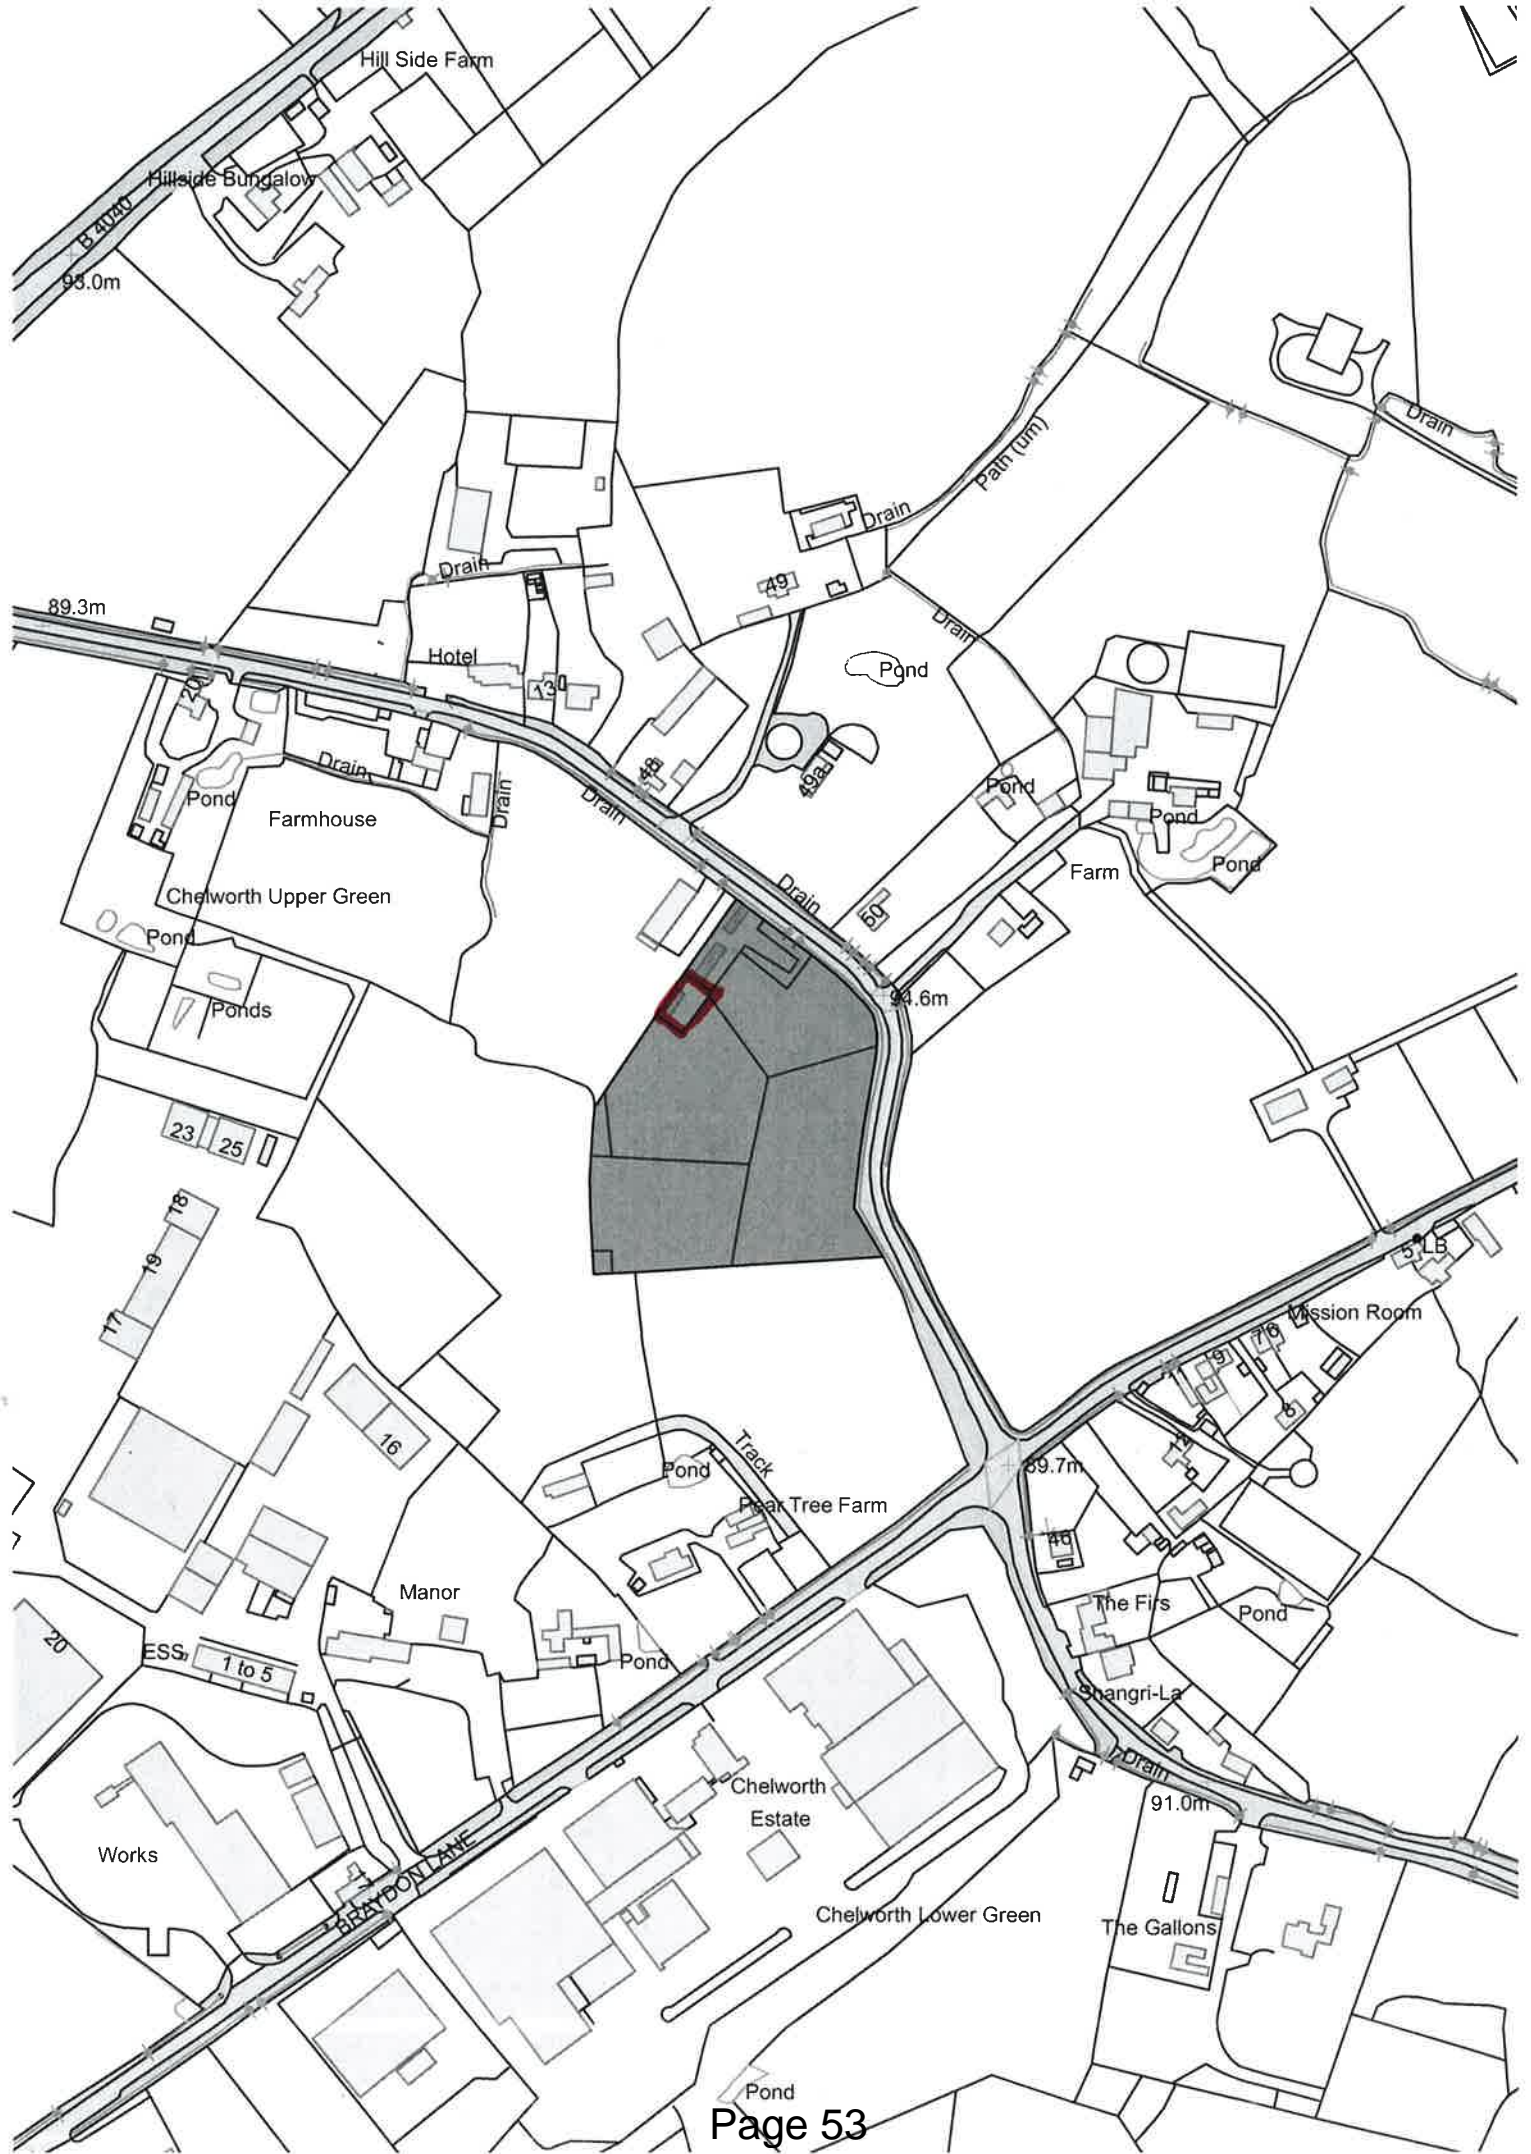 Hill Side Farm
Hillside Bungalow
B 4040
93.0m
Drain
Path (um)
Drain
Drain
49
89.3m
Drain
Hotel
13
Pond
20
48
49a
Drain
Pond
Drain
Drain
Farmhouse
Pond
Pond
Farm
Pond
Chelworth Upper Green
Drain
50
Pond
94.6m
Ponds
23
25
18
19
17
5
LB
Mission Room
7
6
9
8
16
12
Track
Pond
89.7m
Pear Tree Farm
46
Manor
The Firs
Pond
20
ESS
1 to 5
Pond
Shangri-La
Drain
Chelworth
Estate
91.0m
Works
BRAYDON LANE
Chelworth Lower Green
The Gallons
Pond
Page 53